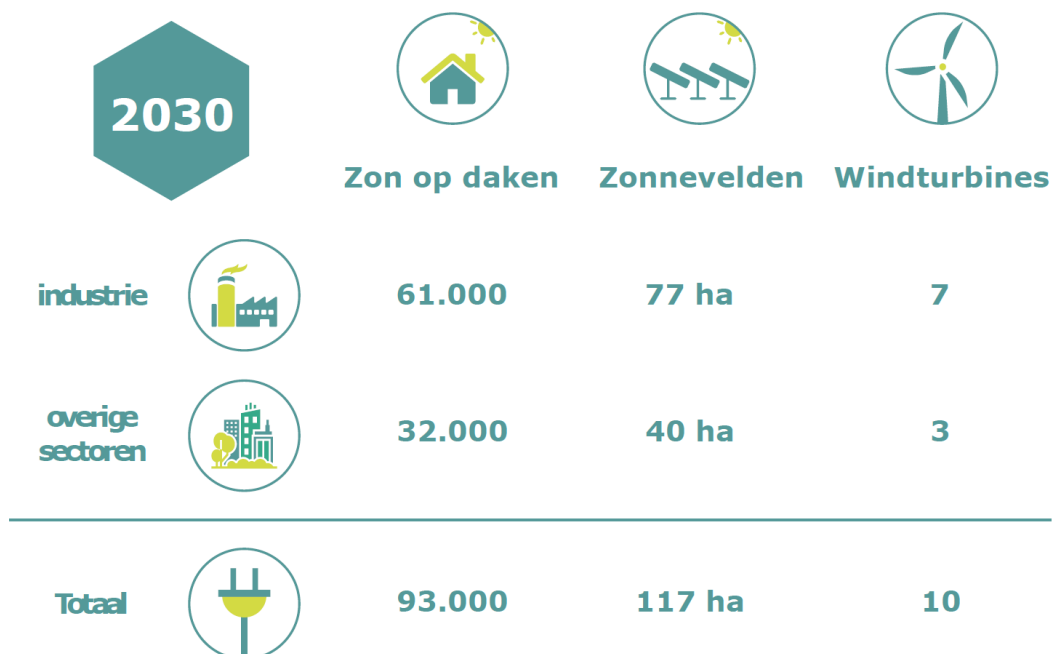 2030
Zon op daken Zonnevelden Windturbines
industrie 61.000 77 ha 7
overige
sectoren 32.000 40 ha 3
Totaal 93.000 117 ha 10